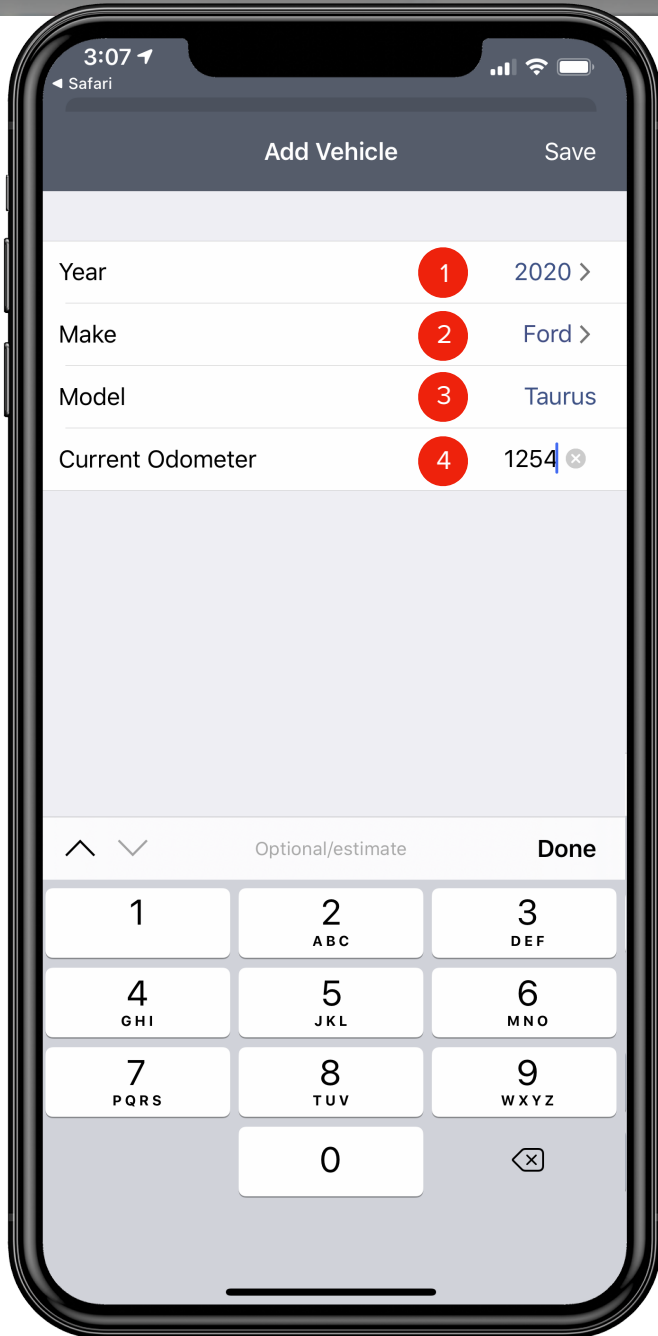 3:07
Safari
Add Vehicle Save
Year 1 2020
Make 2 Ford
Model 3 Taurus
Current Odometer 4 1254
Optional/estimate Done
1 2 3
ABC DEF
4 5 6
GHI JKL MNO
7 8 9
PQRS TUV WXYZ
0